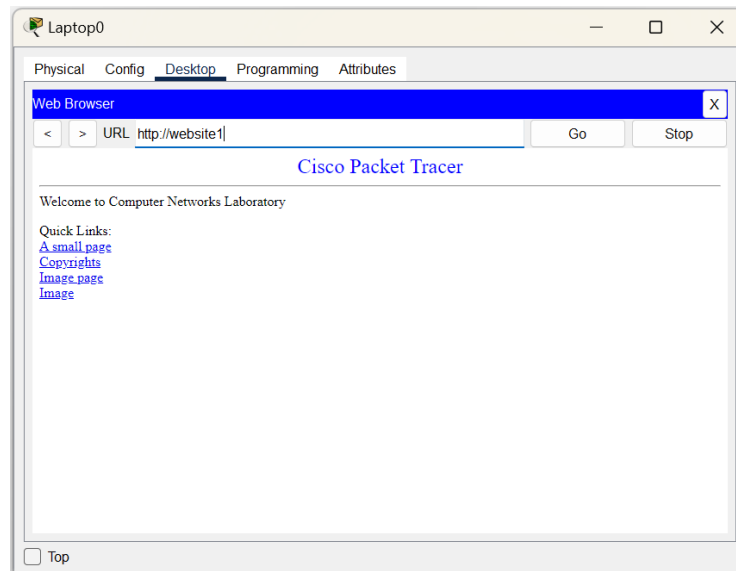 Laptop0
Physical Config Desktop Programming Attributes
Web Browser X
< > URL http://website1 Go Stop
Cisco Packet Tracer
Welcome to Computer Networks Laboratory
Quick Links:
A small page
Copyrights
Image page
Image
Top